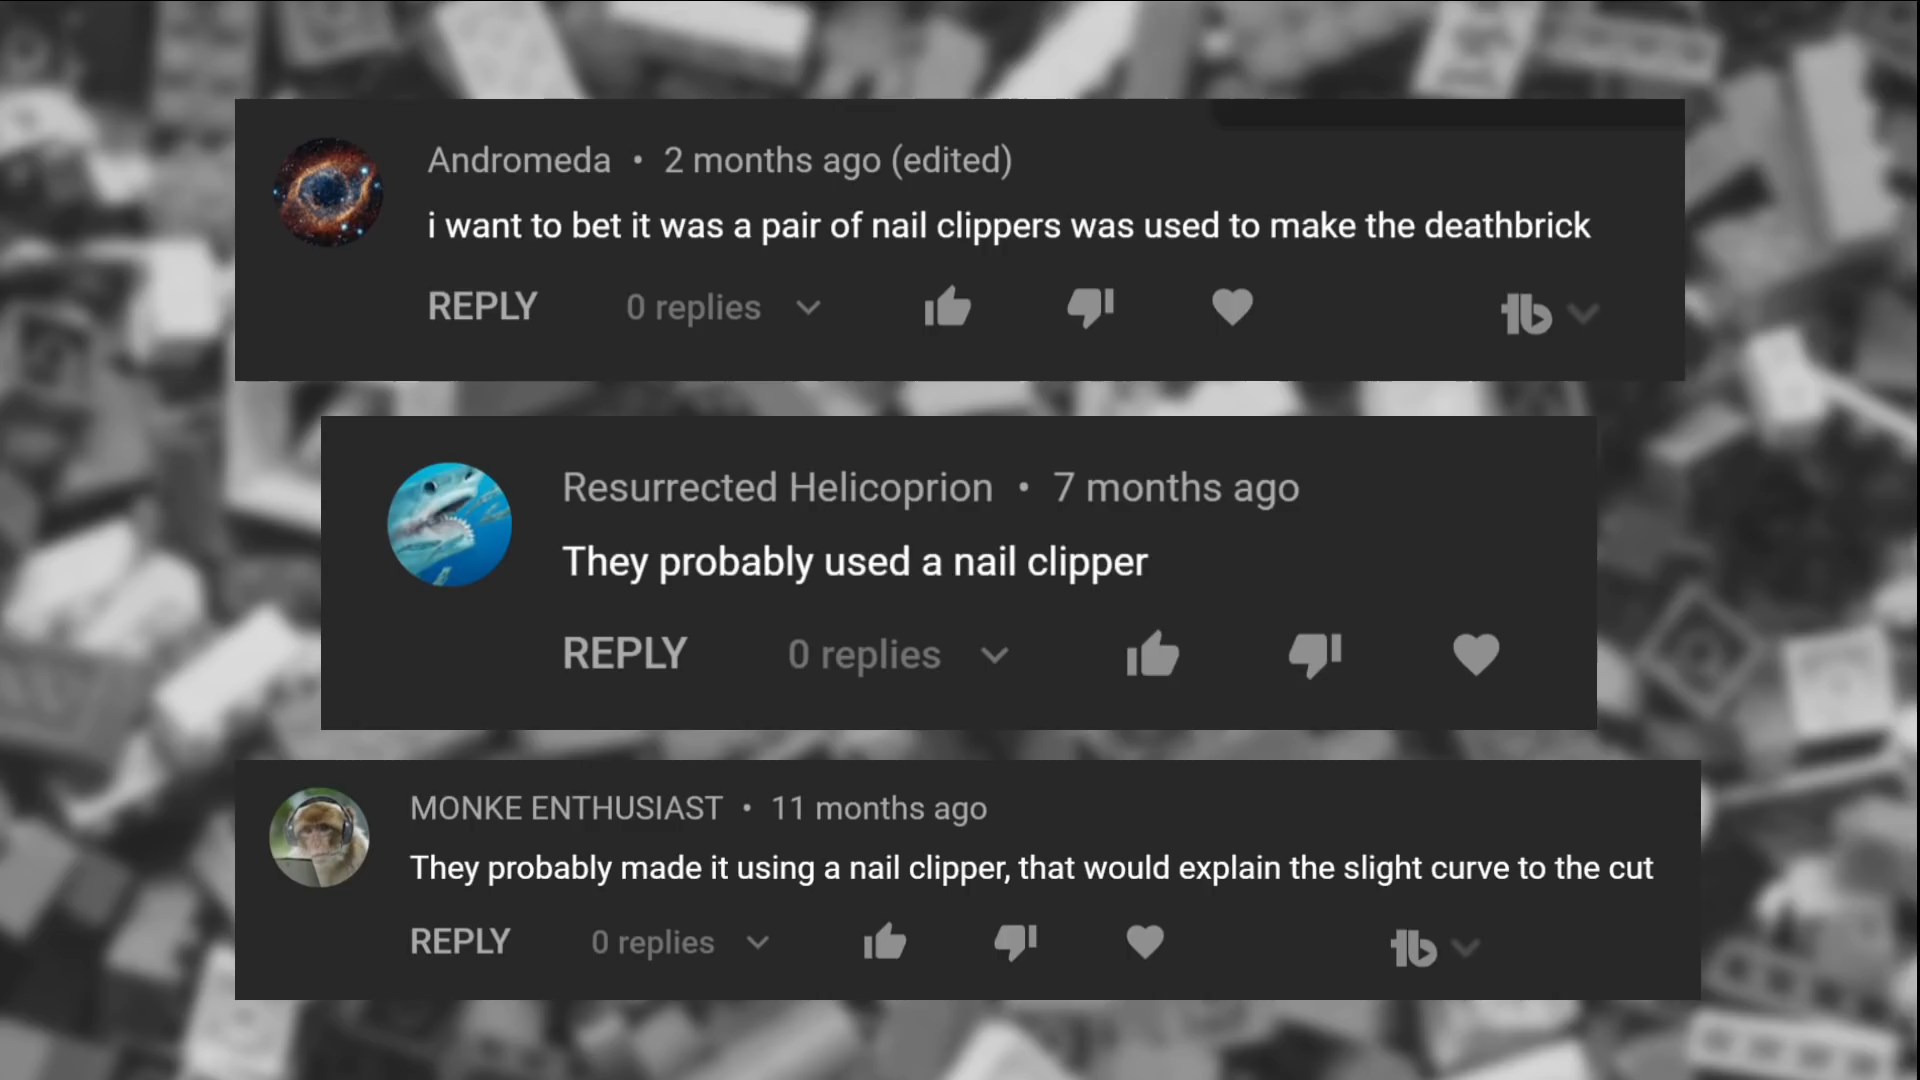 Andromeda • 2 months ago (edited)
i want to bet it was a pair of nail clippers was used to make the deathbrick
REPLY 0 replies
Resurrected Helicoprion • 7 months ago
They probably used a nail clipper
REPLY 0 replies
MONKE ENTHUSIAST • 11 months ago
They probably made it using a nail clipper, that would explain the slight curve to the cut
REPLY 0 replies